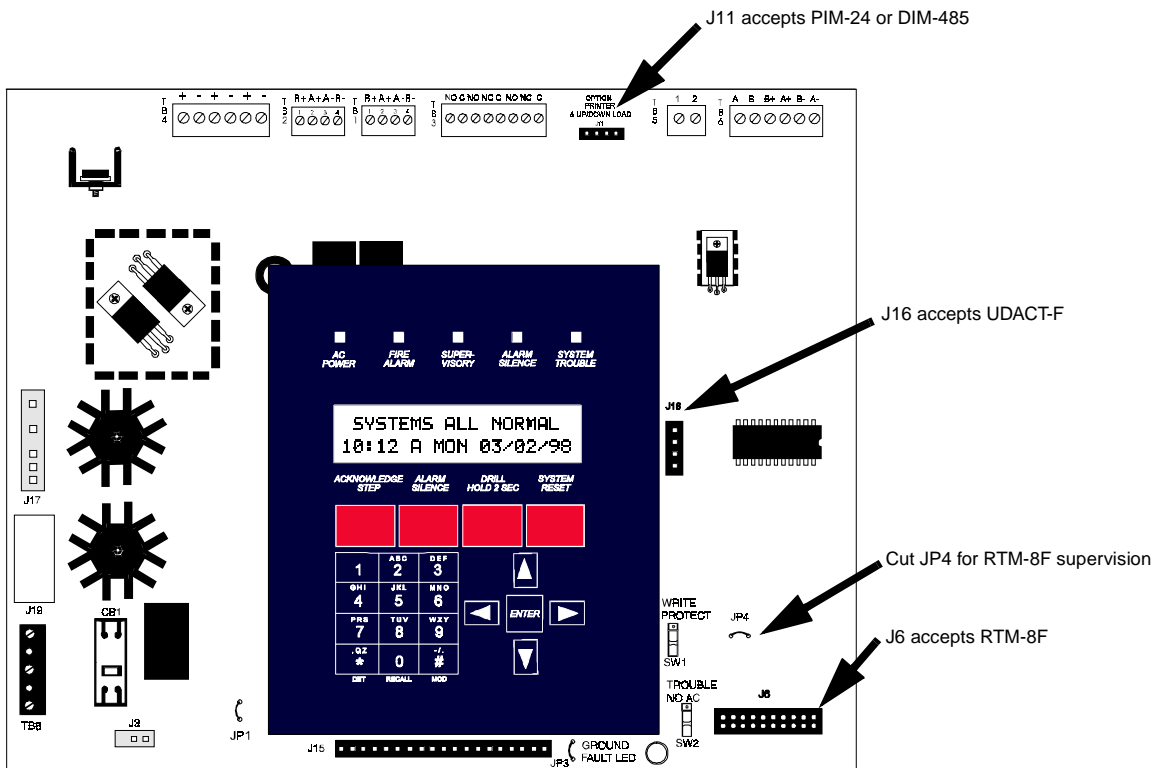 J11 accepts PIM-24 or DIM-485
T B 4
+ - + - + -
T B 2
B+ A+ A- B-
1 2 3 4
T B 1
B+ A+ A- B-
1 2 3 4
T B 3
NO C NO NC C NO NC C
OPTION
PRINTER
& UP/DOWN LOAD
T B 5
1 2
T B 6
A B B+ A+ B- A-
J16 accepts UDACT-F
AC POWER
FIRE ALARM
SUPER-VISORY
ALARM SILENCE
SYSTEM TROUBLE
SYSTEMS ALL NORMAL
10:12 A MON 03/02/98
J16
ACKNOWLEDGE STEP
ALARM SILENCE
DRILL HOLD 2 SEC
SYSTEM RESET
J17
1
ABC 2
DEF 3
GHI 4
JKL 5
MNO 6
PRS 7
TUV 8
WXY 9
,QZ *
0
-/. #
DET RECALL MOD
ENTER
Cut JP4 for RTM-8F supervision
J19
CB1
WRITE PROTECT
SW1
JP4
J6 accepts RTM-8F
TROUBLE NO AC
SW2
J6
JP1
J15
JP3
GROUND FAULT LED